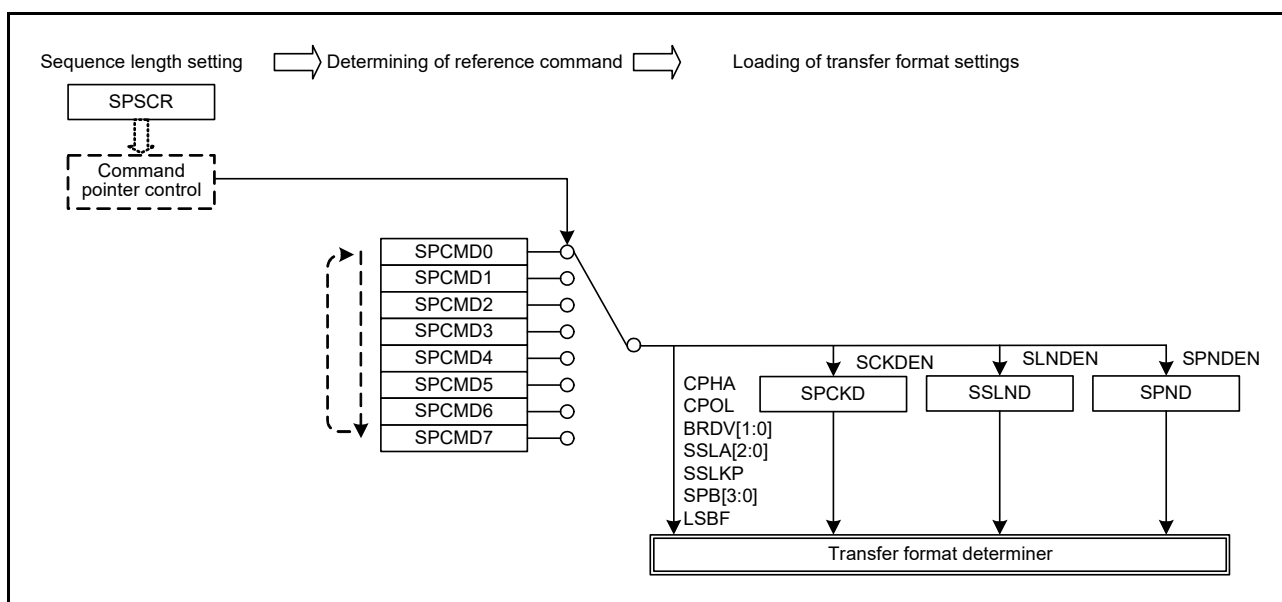 Sequence length setting
Determining of reference command
Loading of transfer format settings
SPSCR
Command
pointer control
SPCMD0
SPCMD1
SPCMD2
SPCMD3
SPCMD4
SPCMD5
SPCMD6
SPCMD7
CPHA
CPOL
BRDV[1:0]
SSLA[2:0]
SSLKP
SPB[3:0]
LSBF
SCKDEN
SPCKD
SLNDEN
SSLND
SPNDEN
SPND
Transfer format determiner